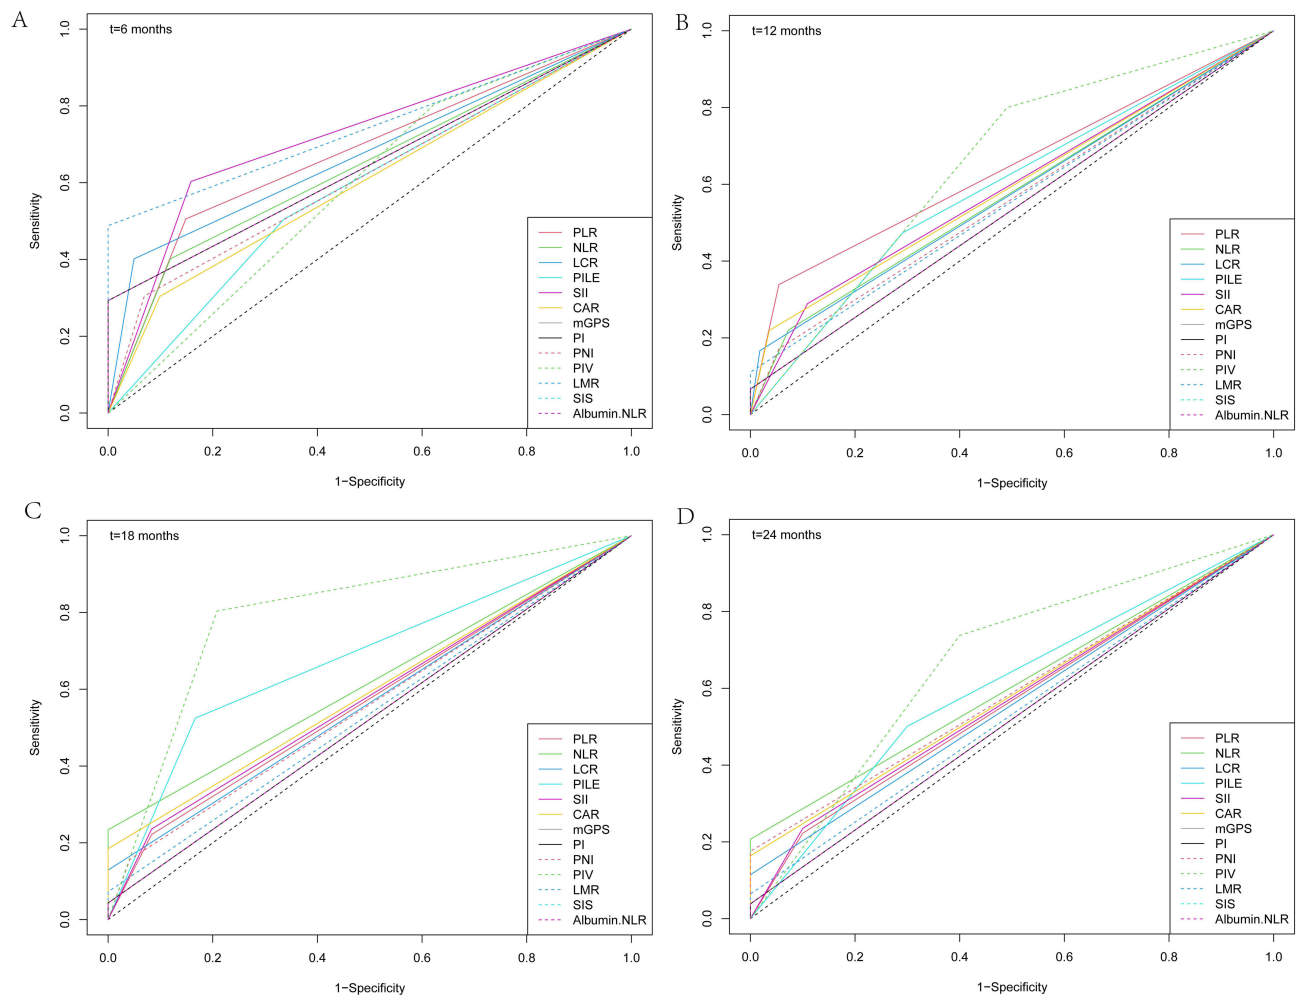 A
t=6 months
1.0
0.8
0.6
0.4
0.2
0.0
Sensitivity
PLR
NLR
LCR
PILE
SII
CAR
mGPS
PI
PNI
PIV
LMR
SIS
Albumin.NLR
0.0 0.2 0.4 0.6 0.8 1.0
1−Specificity
B
t=12 months
1.0
0.8
0.6
0.4
0.2
0.0
Sensitivity
PLR
NLR
LCR
PILE
SII
CAR
mGPS
PI
PNI
PIV
LMR
SIS
Albumin.NLR
0.0 0.2 0.4 0.6 0.8 1.0
1−Specificity
C
t=18 months
1.0
0.8
0.6
0.4
0.2
0.0
Sensitivity
PLR
NLR
LCR
PILE
SII
CAR
mGPS
PI
PNI
PIV
LMR
SIS
Albumin.NLR
0.0 0.2 0.4 0.6 0.8 1.0
1−Specificity
D
t=24 months
1.0
0.8
0.6
0.4
0.2
0.0
Sensitivity
PLR
NLR
LCR
PILE
SII
CAR
mGPS
PI
PNI
PIV
LMR
SIS
Albumin.NLR
0.0 0.2 0.4 0.6 0.8 1.0
1−Specificity